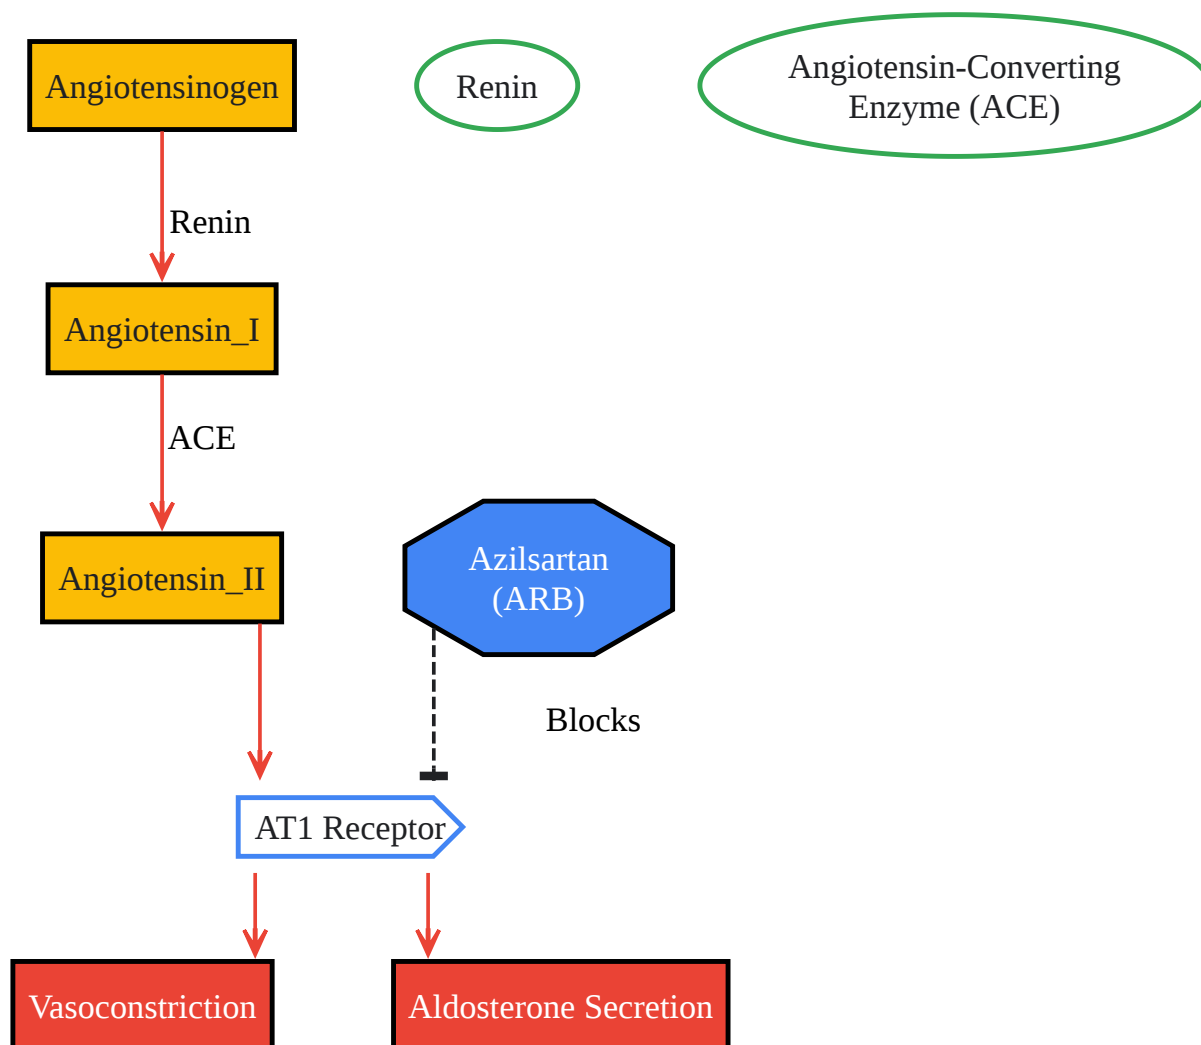 Angiotensinogen
Renin
Angiotensin-Converting
Enzyme (ACE)
Renin
Angiotensin_I
ACE
Angiotensin_II
Azilsartan
(ARB)
Blocks
AT1 Receptor
Vasoconstriction
Aldosterone Secretion